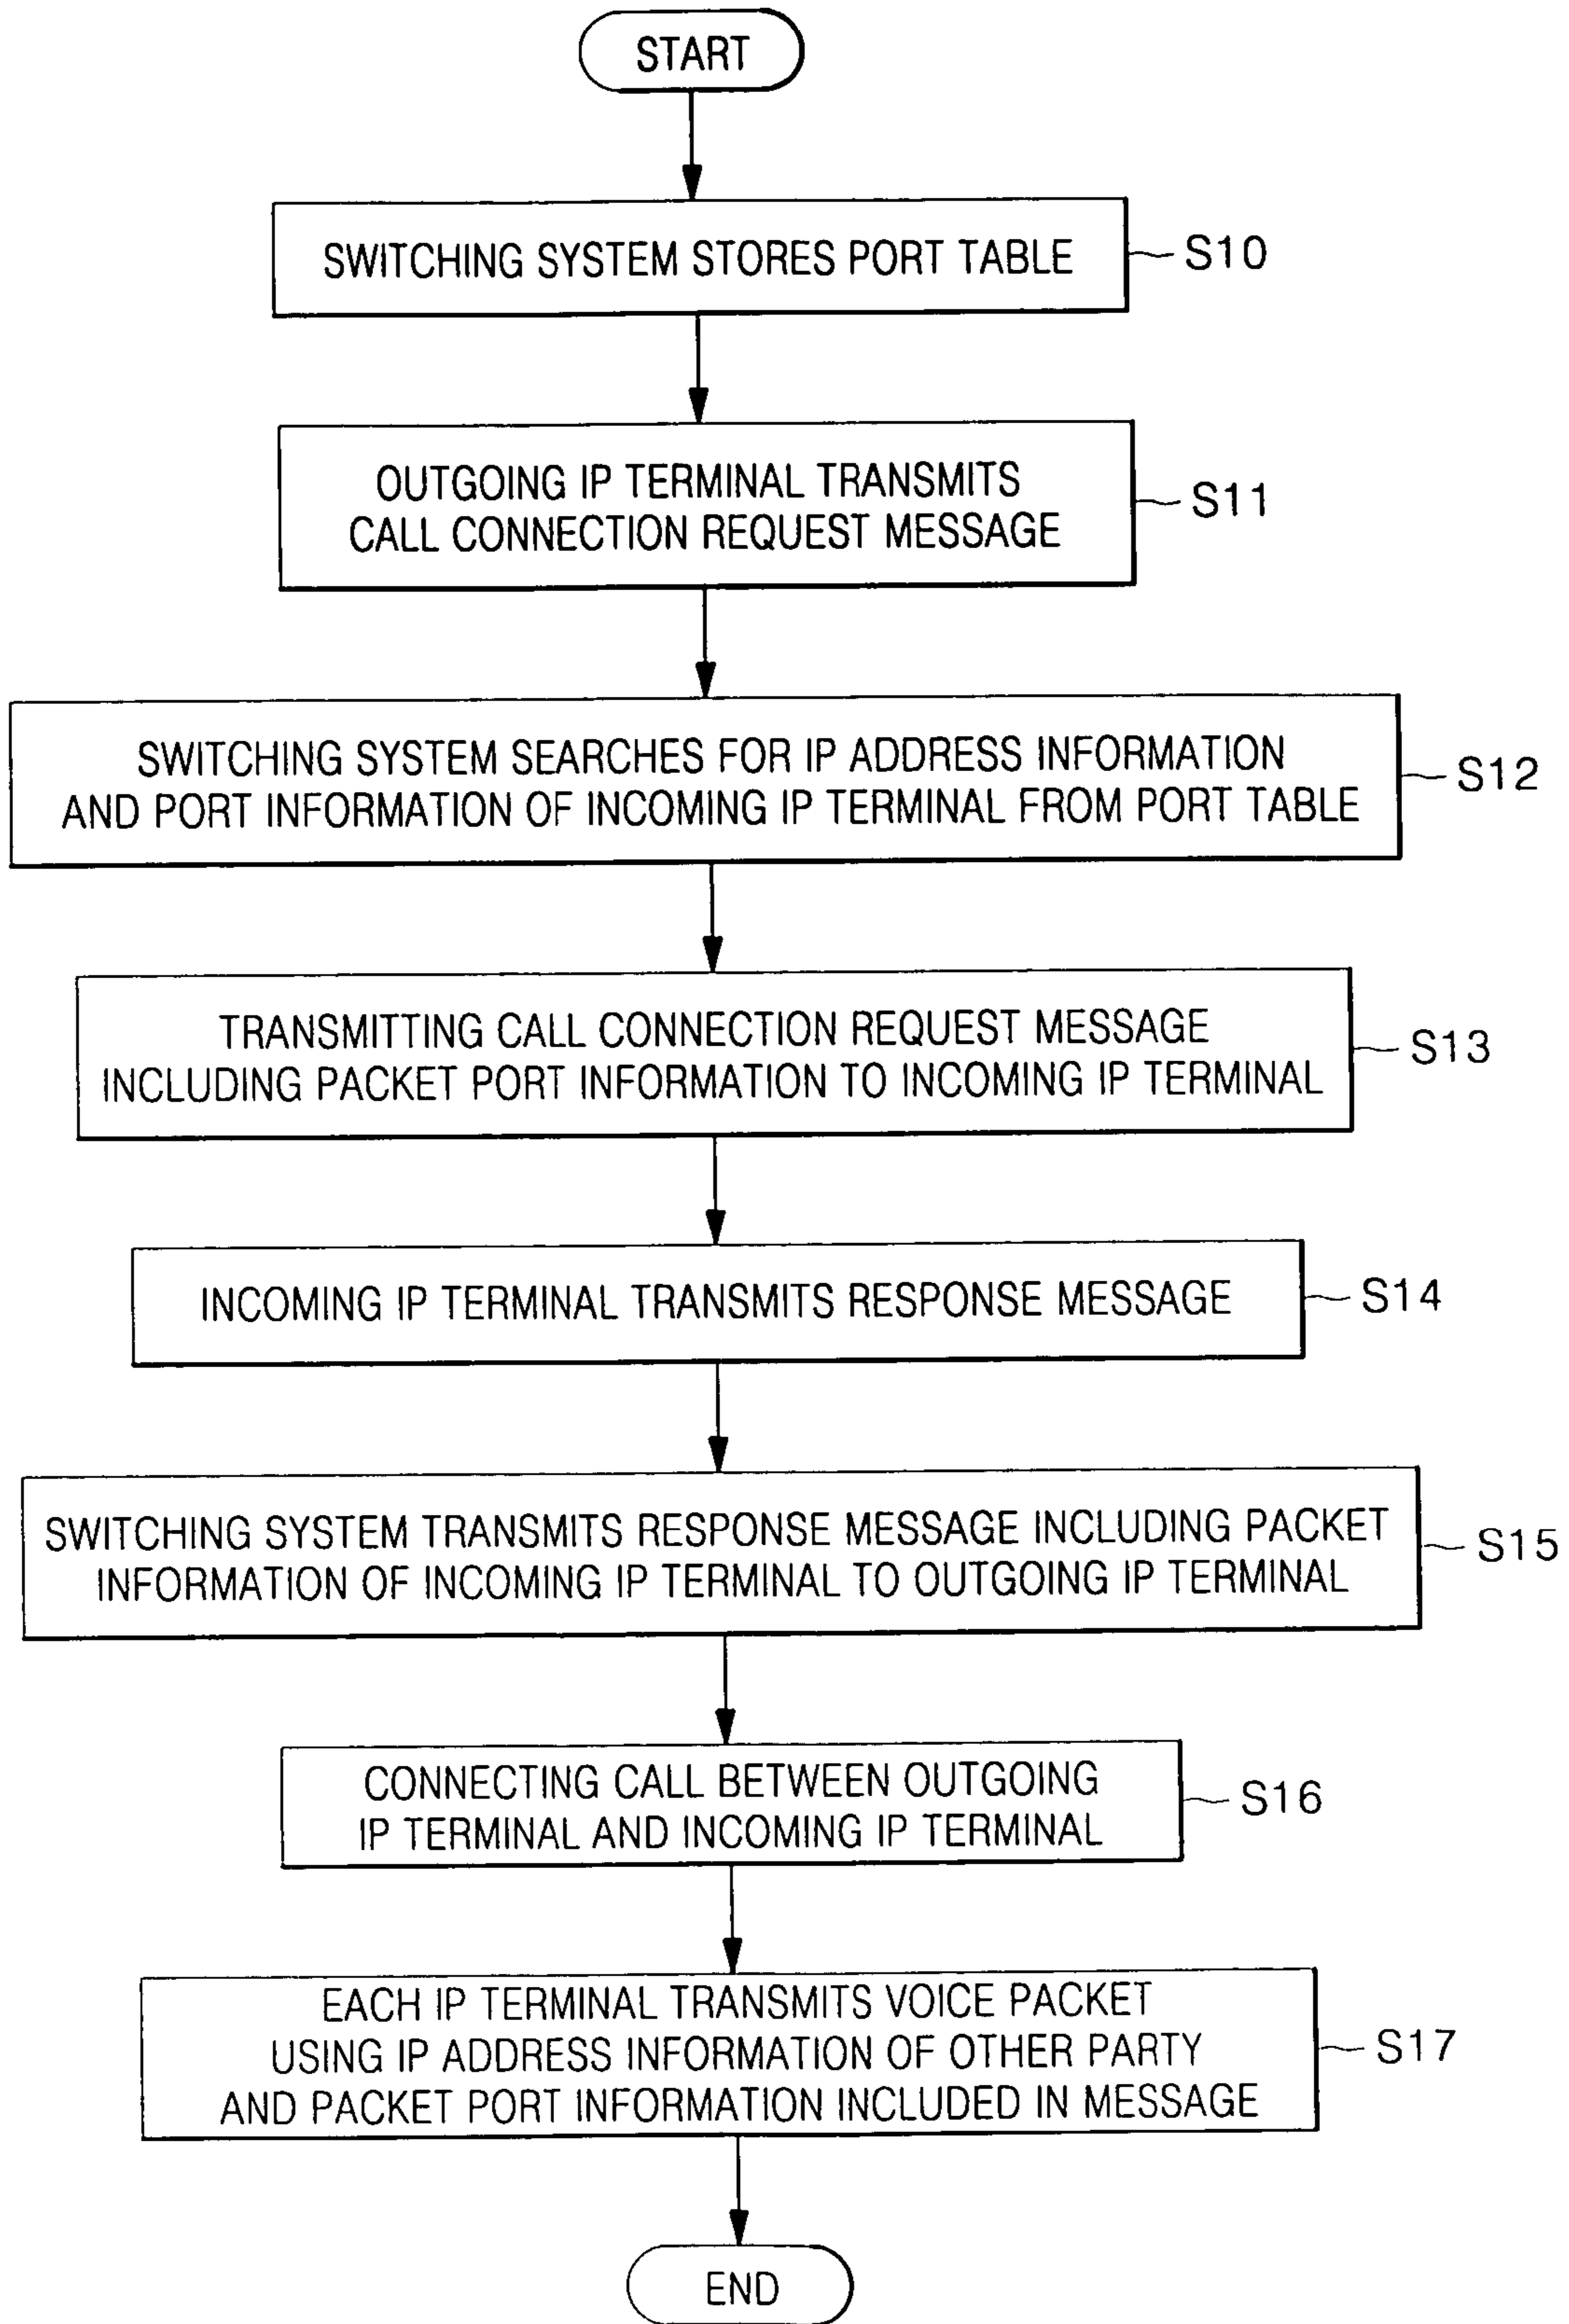 START
SWITCHING SYSTEM STORES PORT TABLE
S10
OUTGOING IP TERMINAL TRANSMITS
CALL CONNECTION REQUEST MESSAGE
S11
SWITCHING SYSTEM SEARCHES FOR IP ADDRESS INFORMATION
AND PORT INFORMATION OF INCOMING IP TERMINAL FROM PORT TABLE
S12
TRANSMITTING CALL CONNECTION REQUEST MESSAGE
INCLUDING PACKET PORT INFORMATION TO INCOMING IP TERMINAL
S13
INCOMING IP TERMINAL TRANSMITS RESPONSE MESSAGE
S14
SWITCHING SYSTEM TRANSMITS RESPONSE MESSAGE INCLUDING PACKET
INFORMATION OF INCOMING IP TERMINAL TO OUTGOING IP TERMINAL
S15
CONNECTING CALL BETWEEN OUTGOING
IP TERMINAL AND INCOMING IP TERMINAL
S16
EACH IP TERMINAL TRANSMITS VOICE PACKET
USING IP ADDRESS INFORMATION OF OTHER PARTY
AND PACKET PORT INFORMATION INCLUDED IN MESSAGE
S17
END